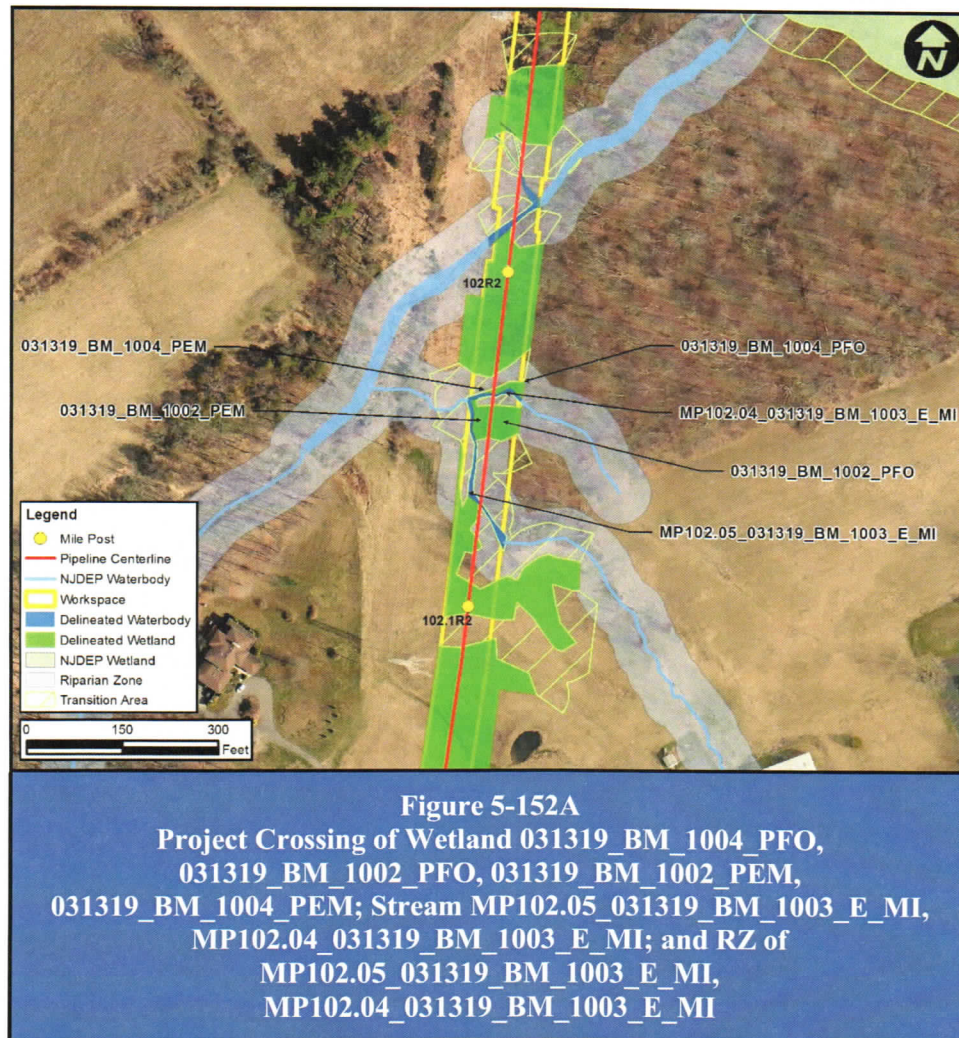 N
102R2
031319_BM_1004_PEM
031319_BM_1004_PFO
031319_BM_1002_PEM
MP102.04_031319_BM_1003_E_MI
031319_BM_1002_PFO
MP102.05_031319_BM_1003_E_MI
102.1R2
Legend
Mile Post
Pipeline Centerline
NJDEP Waterbody
Workspace
Delineated Waterbody
Delineated Wetland
NJDEP Wetland
Riparian Zone
Transition Area
0 150 300
Feet
Figure 5-152A
Project Crossing of Wetland 031319_BM_1004_PFO,
031319_BM_1002_PFO, 031319_BM_1002_PEM,
031319_BM_1004_PEM; Stream MP102.05_031319_BM_1003_E_MI,
MP102.04_031319_BM_1003_E_MI; and RZ of
MP102.05_031319_BM_1003_E_MI,
MP102.04_031319_BM_1003_E_MI